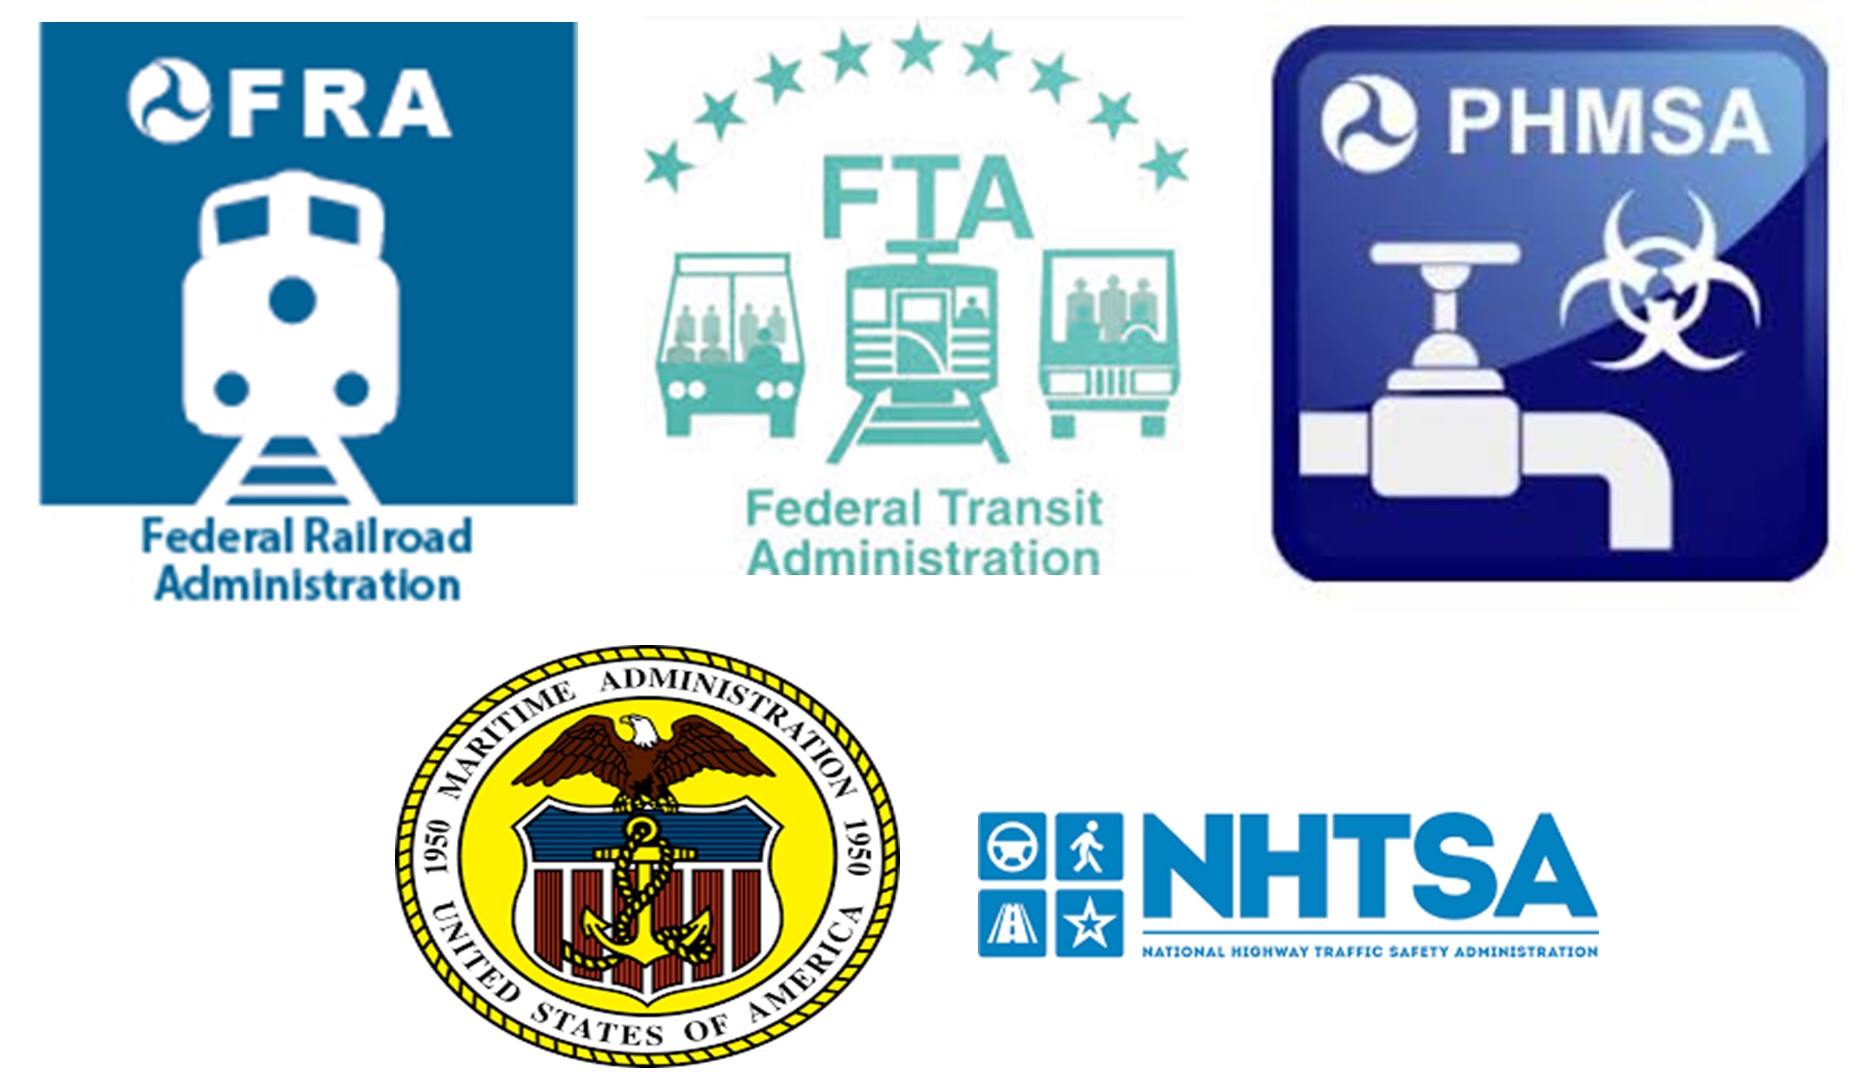 FRA
Federal Railroad
Administration
FTA
Federal Transit
Administration
PHMSA
MARITIME ADMINISTRATION
1950 1950
UNITED STATES OF AMERICA
NHTSA
NATIONAL HIGHWAY TRAFFIC SAFETY ADMINISTRATION